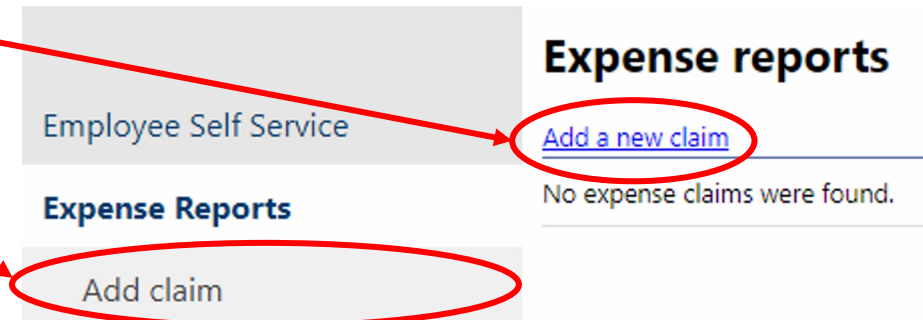 Employee Self Service
Expense Reports
Add claim
Expense reports
Add a new claim
No expense claims were found.